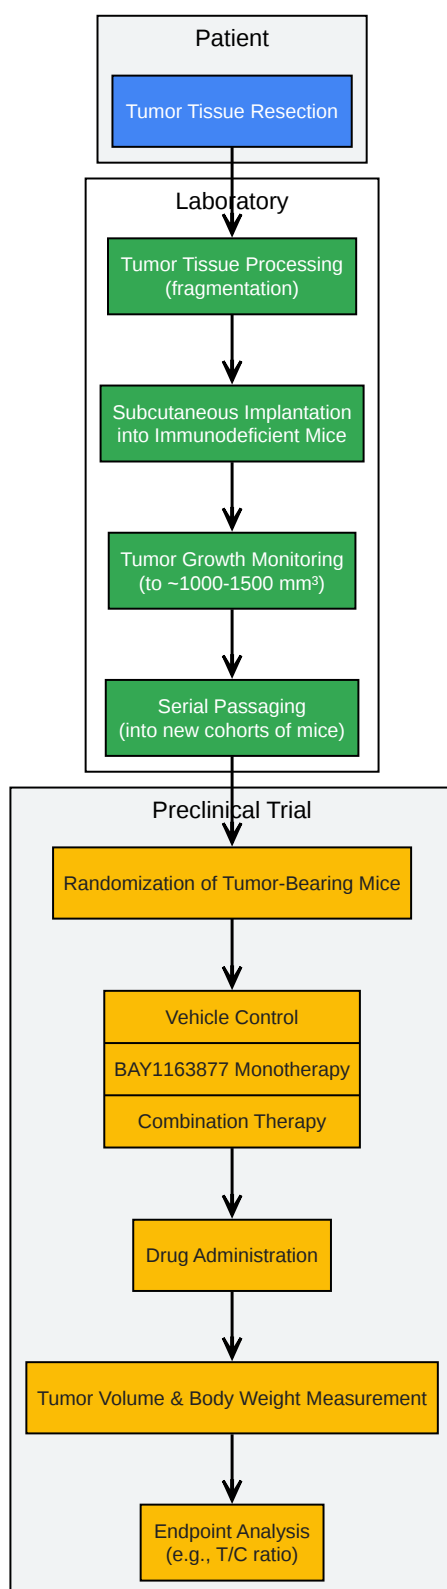 Patient
Tumor Tissue Resection
Laboratory
Tumor Tissue Processing
(fragmentation)
Subcutaneous Implantation
into Immunodeficient Mice
Tumor Growth Monitoring
(to ~1000-1500 mm³)
Serial Passaging
(into new cohorts of mice)
Preclinical Trial
Randomization of Tumor-Bearing Mice
Vehicle Control
BAY1163877 Monotherapy
Combination Therapy
Drug Administration
Tumor Volume & Body Weight Measurement
Endpoint Analysis
(e.g., T/C ratio)